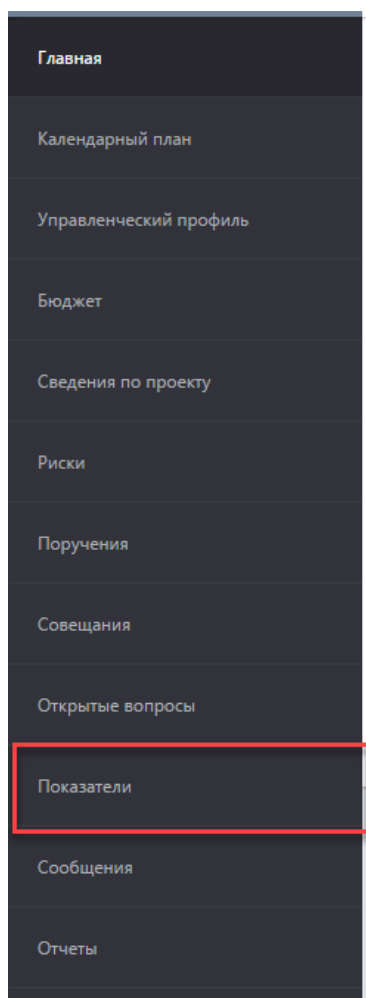 Главная
Календарный план
Управленческий профиль
Бюджет
Сведения по проекту
Риски
Поручения
Совещания
Открытые вопросы
Показатели
Сообщения
Отчеты